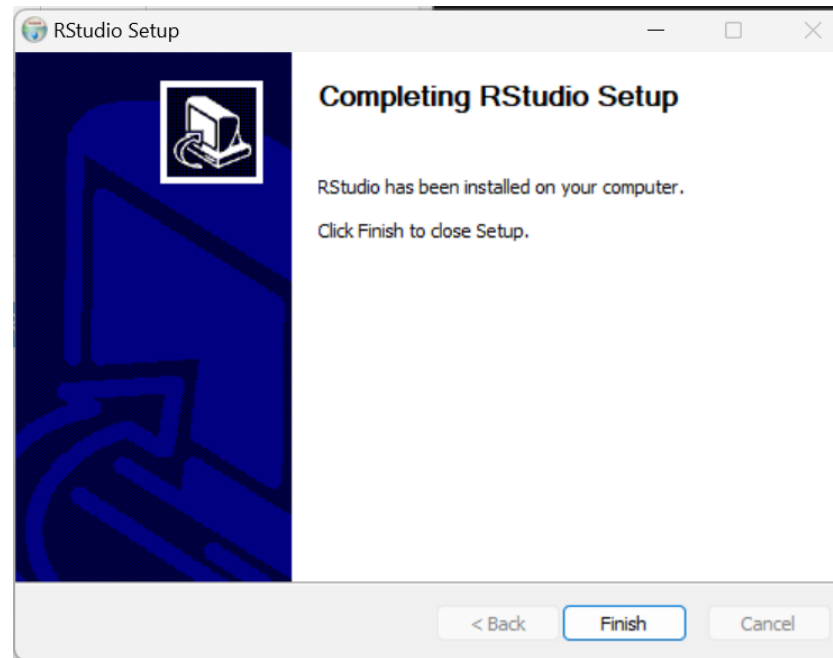 RStudio Setup
Completing RStudio Setup
RStudio has been installed on your computer.
Click Finish to close Setup.
< Back
Finish
Cancel